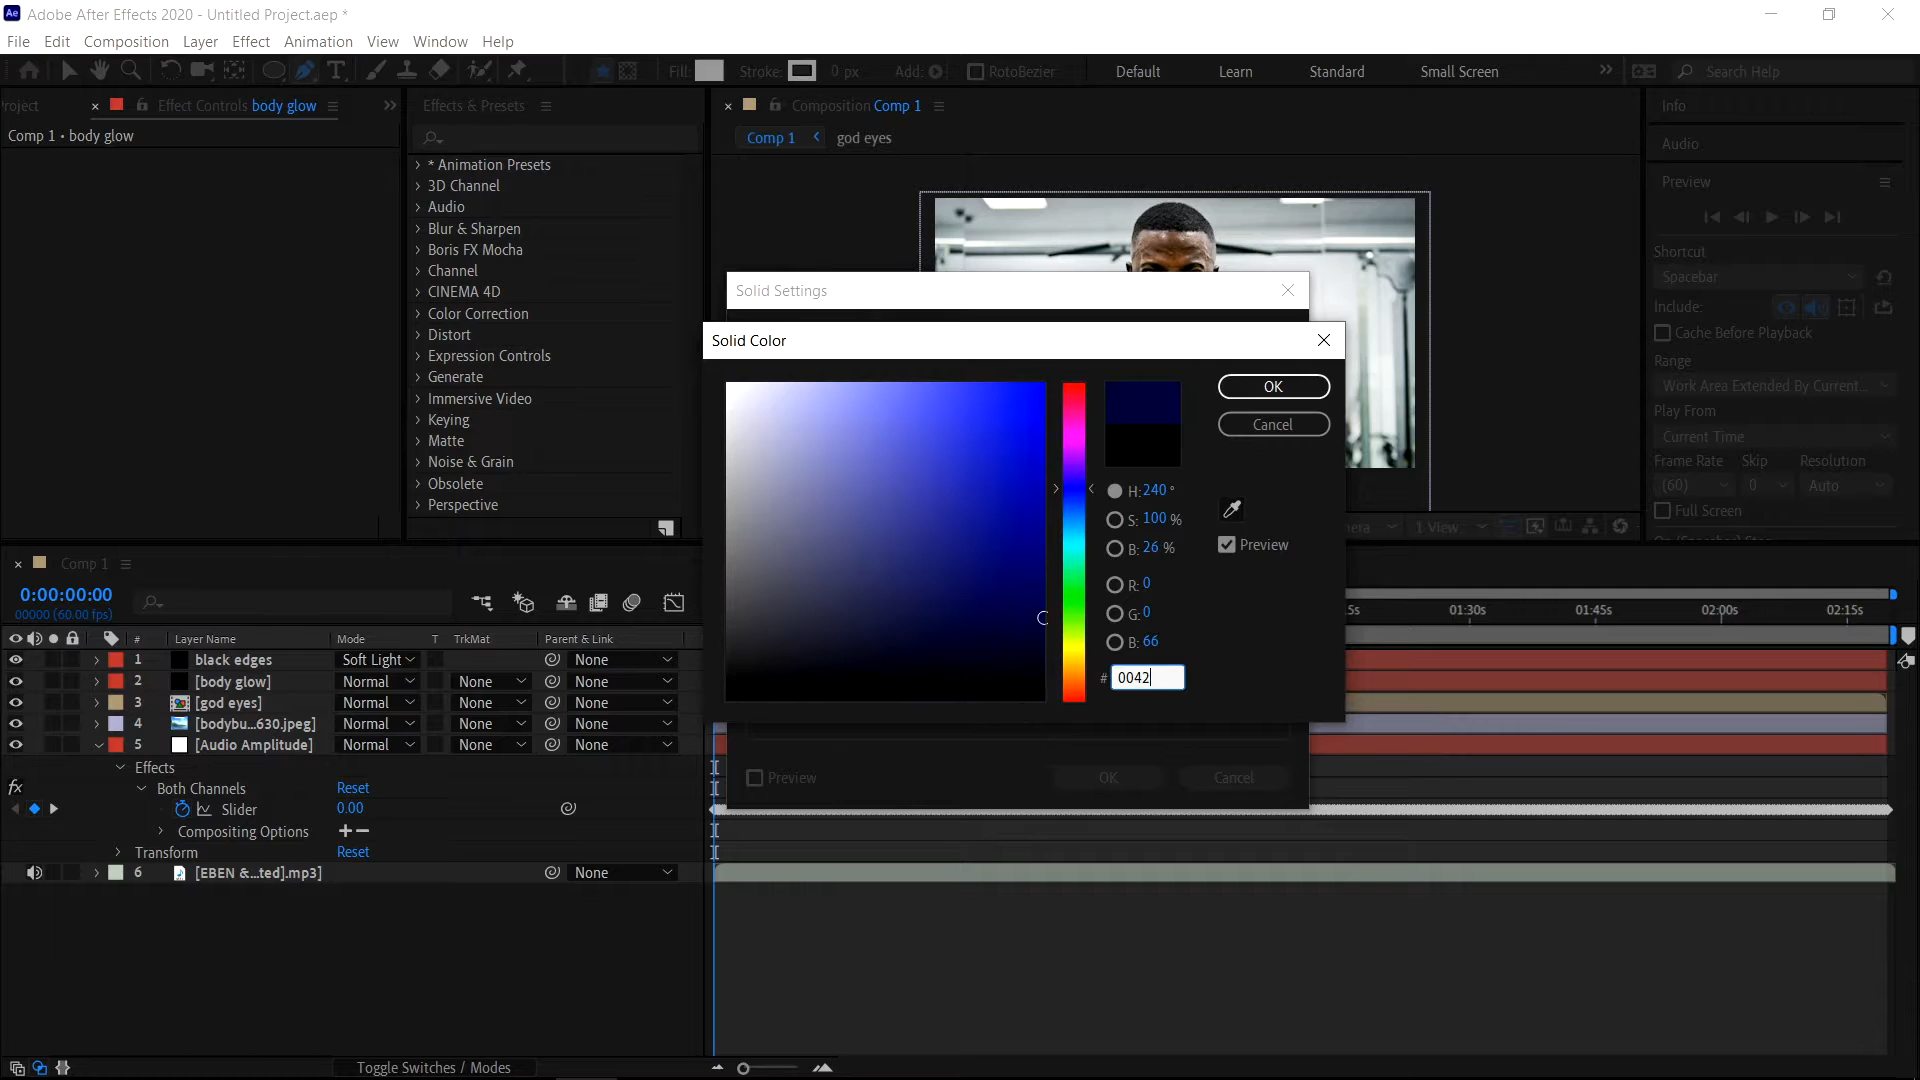 Ae Adobe After Effects 2020 - Untitled Project.aep *
File Edit Composition Layer Effect Animation View Window Help
Fill: Stroke: 0 px Add: RotoBezier Default Learn Standard Small Screen Search Help
roject Effect Controls body glow
Comp 1 • body glow
Effects & Presets
* Animation Presets
3D Channel
Audio
Blur & Sharpen
Boris FX Mocha
Channel
CINEMA 4D
Color Correction
Distort
Expression Controls
Generate
Immersive Video
Keying
Matte
Noise & Grain
Obsolete
Perspective
Composition Comp 1
Comp 1 god eyes
Solid Settings
Solid Color
OK
Cancel
H: 240 °
S: 100 %
B: 26 %
R: 0
G: 0
B: 66
# 0042
Preview
Preview
OK Cancel
era 1 View
Info
Audio
Preview
Shortcut
Spacebar
Include:
Cache Before Playback
Range
Work Area Extended By Current...
Play From
Current Time
Frame Rate Skip Resolution
(60) 0 Auto
Full Screen
On (Spacebar) Stop:
Comp 1
0:00:00:00
00000 (60.00 fps)
5s 01:30s 01:45s 02:00s 02:15s
# Layer Name Mode T TrkMat Parent & Link
1 black edges Soft Light None
2 [body glow] Normal None None
3 [god eyes] Normal None None
4 [bodybu...630.jpeg] Normal None None
5 [Audio Amplitude] Normal None None
Effects
fx Both Channels Reset
Slider 0.00
Compositing Options
Transform Reset
6 [EBEN &...ted].mp3] None
Toggle Switches / Modes